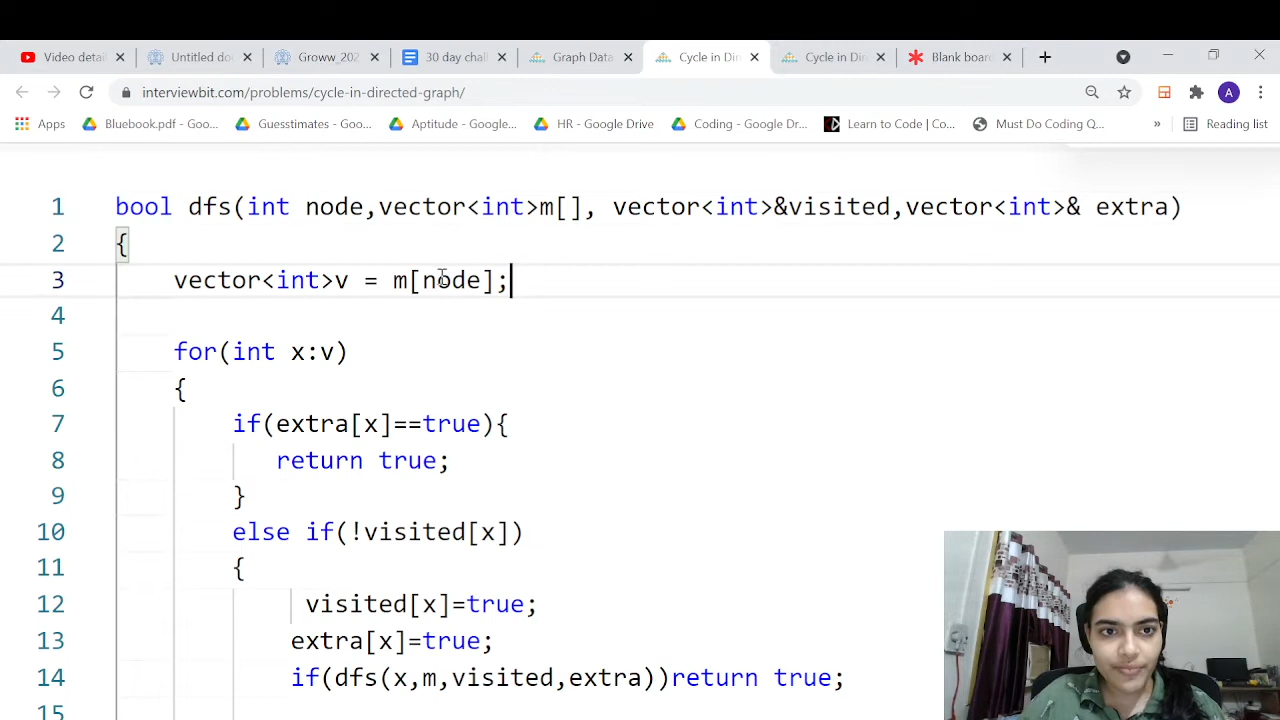 Video detail
Untitled do
Groww_202
30 day chall
Graph Data
Cycle in Dir
Cycle in Dir
Blank board
interviewbit.com/problems/cycle-in-directed-graph/
A
Apps
Bluebook.pdf - Go...
Guesstimates - Goo...
Aptitude - Google...
HR - Google Drive
Coding - Google Dr...
Learn to Code | Co...
Must Do Coding Q...
»
Reading list
1 bool dfs(int node,vector<int>m[], vector<int>&visited,vector<int>& extra)
2 {
3 vector<int>v = m[node];
4
5 for(int x:v)
6 {
7 if(extra[x]==true){
8 return true;
9 }
10 else if(!visited[x])
11 {
12 visited[x]=true;
13 extra[x]=true;
14 if(dfs(x,m,visited,extra))return true;
15